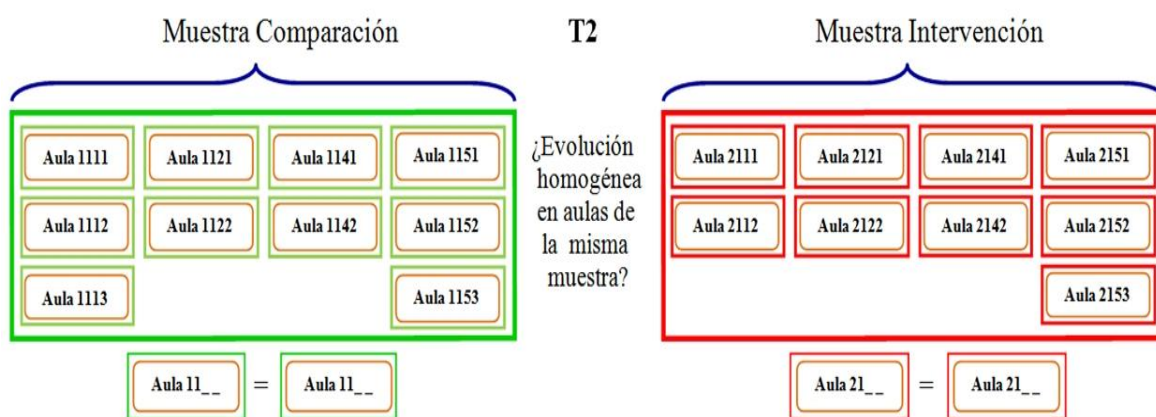 Muestra Comparación
T2
Muestra Intervención
Aula 1111
Aula 1121
Aula 1141
Aula 1151
Aula 1112
Aula 1122
Aula 1142
Aula 1152
Aula 1113
Aula 1153
¿Evolución
homogénea
en aulas de
la misma
muestra?
Aula 2111
Aula 2121
Aula 2141
Aula 2151
Aula 2112
Aula 2122
Aula 2142
Aula 2152
Aula 2153
Aula 11_ _ = Aula 11_ _
Aula 21_ _ = Aula 21_ _